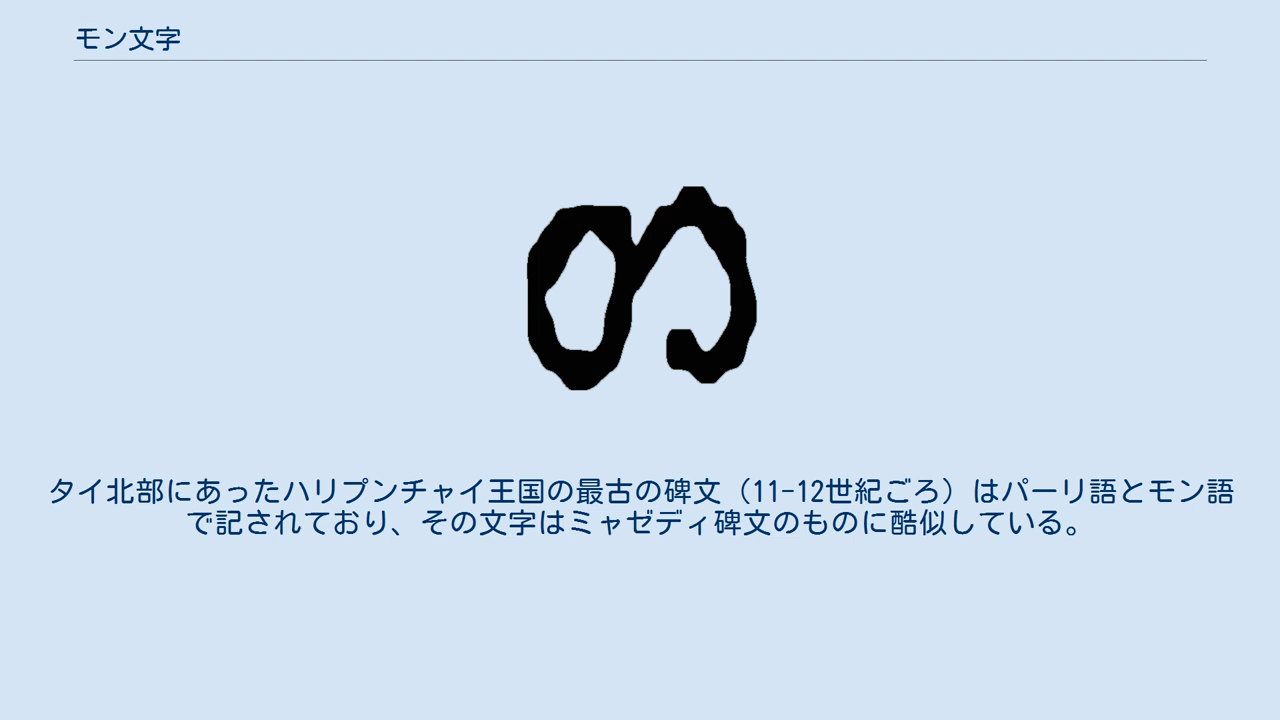 モン文字
က
タイ北部にあったハリプンチャイ王国の最古の碑文（11-12世紀ごろ）はパーリ語とモン語
で記されており、その文字はミャゼディ碑文のものに酷似している。